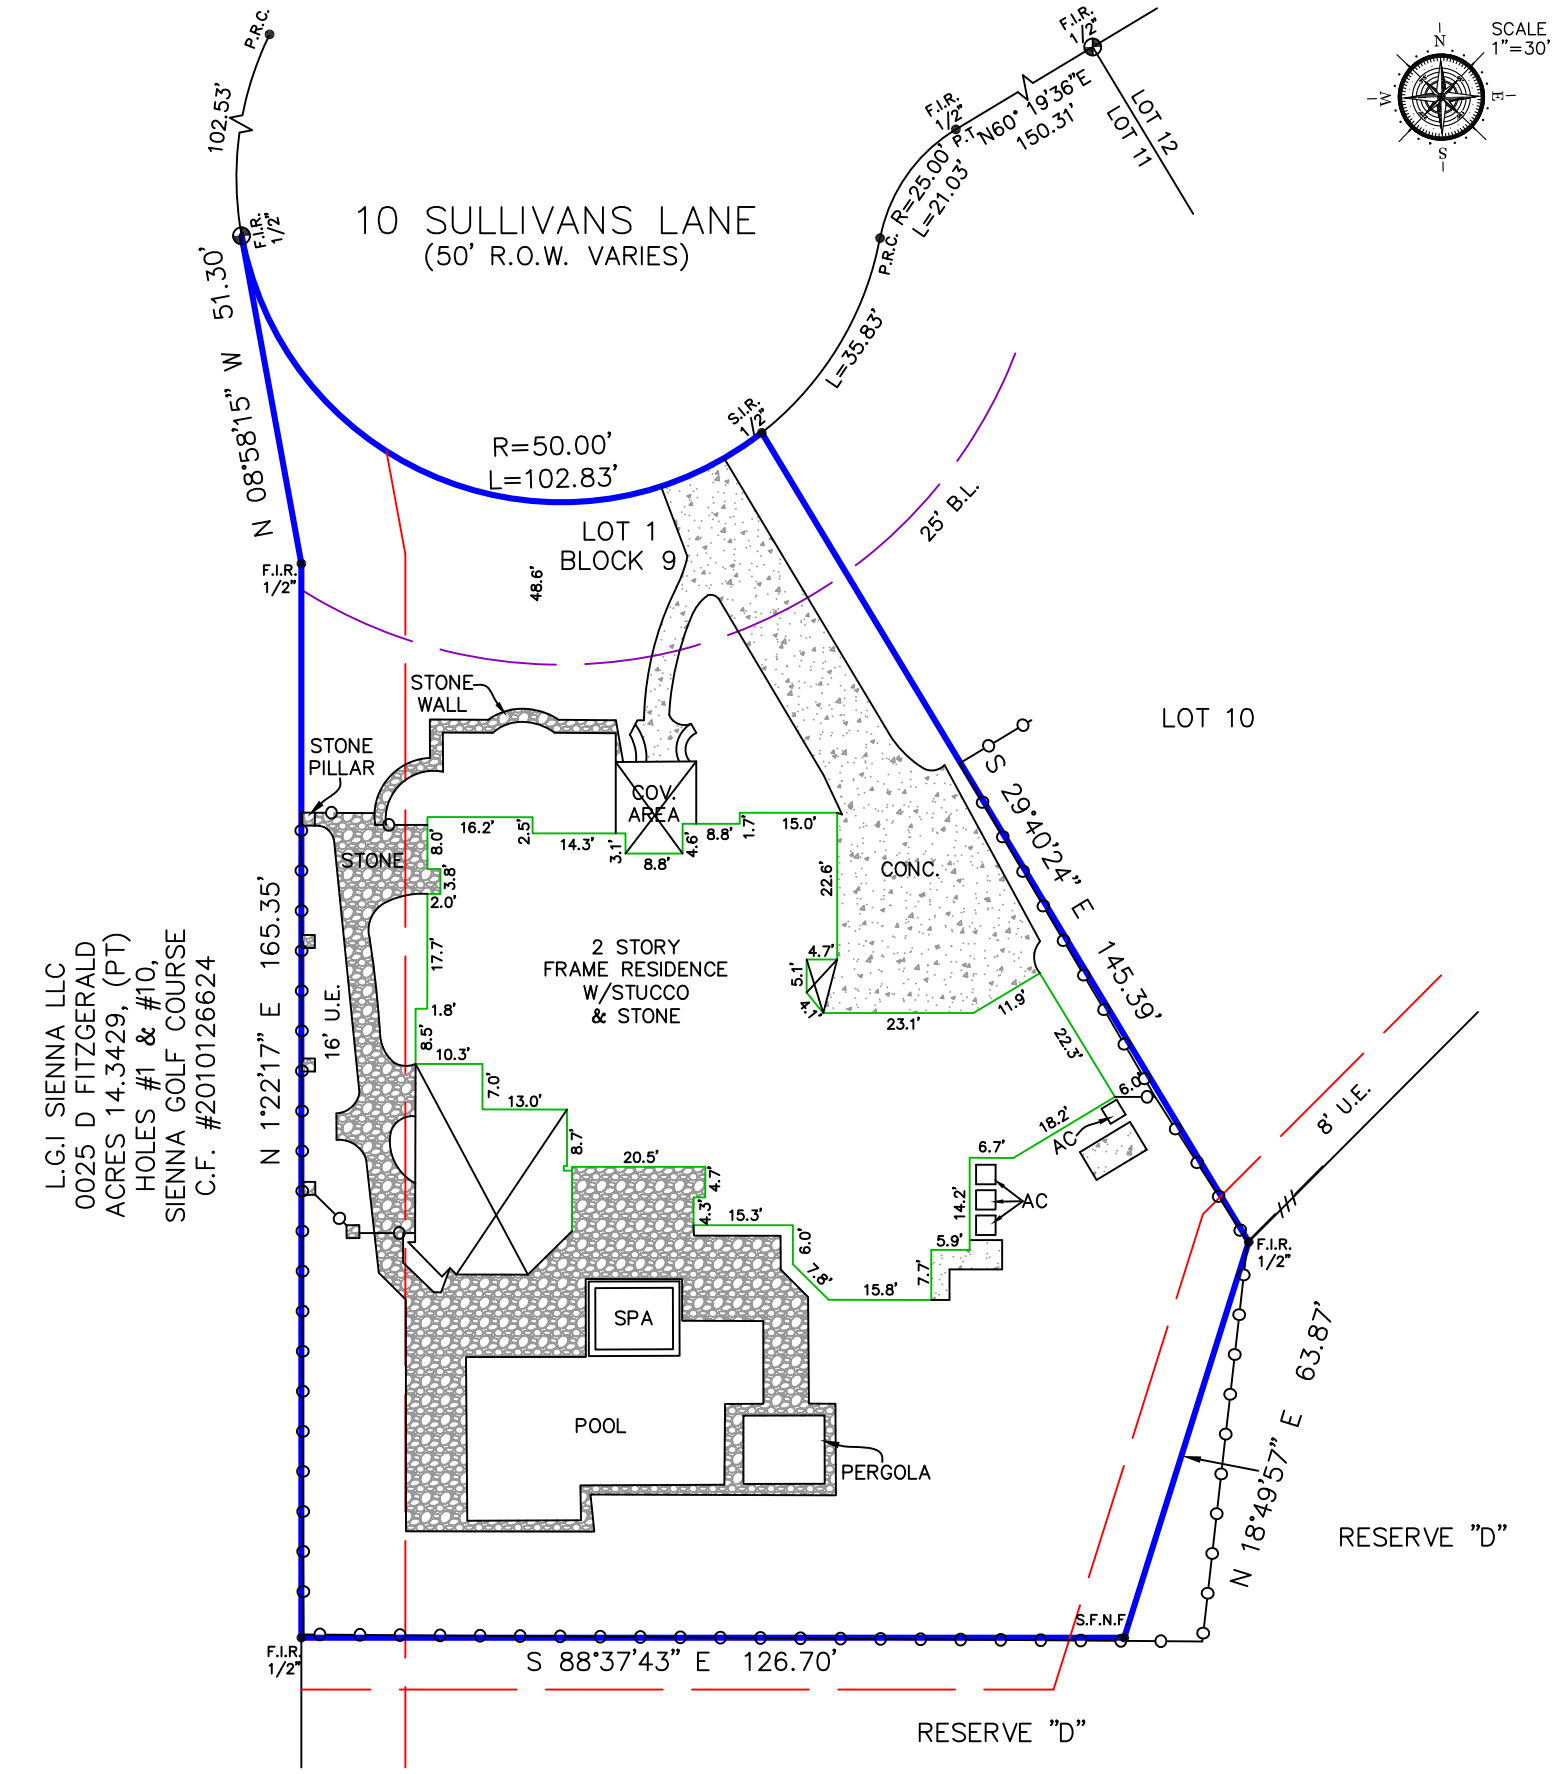 P.R.C.
102.53'
F.I.R.
1/2"
N 08°58'15" W 51.30'
10 SULLIVANS LANE
(50' R.O.W. VARIES)
F.I.R.
1/2"
F.I.R.
1/2"
P.T.
N60° 19'36"E
150.31'
LOT 12
LOT 11
N
W
E
S
SCALE
1"=30'
R=25.00'
L=21.03'
P.R.C.
L=35.83'
S.I.R.
1/2"
R=50.00'
L=102.83'
25' B.L.
LOT 1
BLOCK 9
48.6'
F.I.R.
1/2"
STONE
WALL
STONE
PILLAR
LOT 10
COV.
AREA
16.2'
2.5'
14.3'
3.1'
8.8'
4.6'
8.8'
1.7'
15.0'
8.0'
STONE
3.8'
2.0'
22.6'
CONC.
S 29°40'24" E 145.39'
17.7'
2 STORY
FRAME RESIDENCE
W/STUCCO
& STONE
4.7'
5.1'
4.1'
23.1'
11.9'
1.8'
8.5'
16' U.E.
N 1°22'17" E 165.35'
L.G.I SIENNA LLC
0025 D FITZGERALD
ACRES 14.3429, (PT)
HOLES #1 & #10,
SIENNA GOLF COURSE
C.F. #2010126624
10.3'
7.0'
13.0'
8.7'
22.3'
6.0'
18.2'
AC
8' U.E.
20.5'
4.7'
4.3'
15.3'
6.0'
7.8'
15.8'
7.7'
5.9'
14.2'
6.7'
AC
F.I.R.
1/2"
SPA
POOL
PERGOLA
N 18°49'57" E 63.87'
RESERVE "D"
S.F.N.F
F.I.R.
1/2"
S 88°37'43" E 126.70'
RESERVE "D"